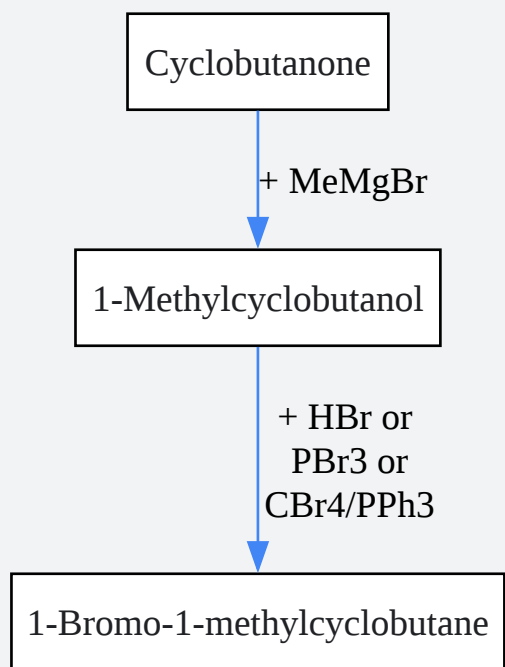 Cyclobutanone
+ MeMgBr
1-Methylcyclobutanol
+ HBr or
PBr3 or
CBr4/PPh3
1-Bromo-1-methylcyclobutane